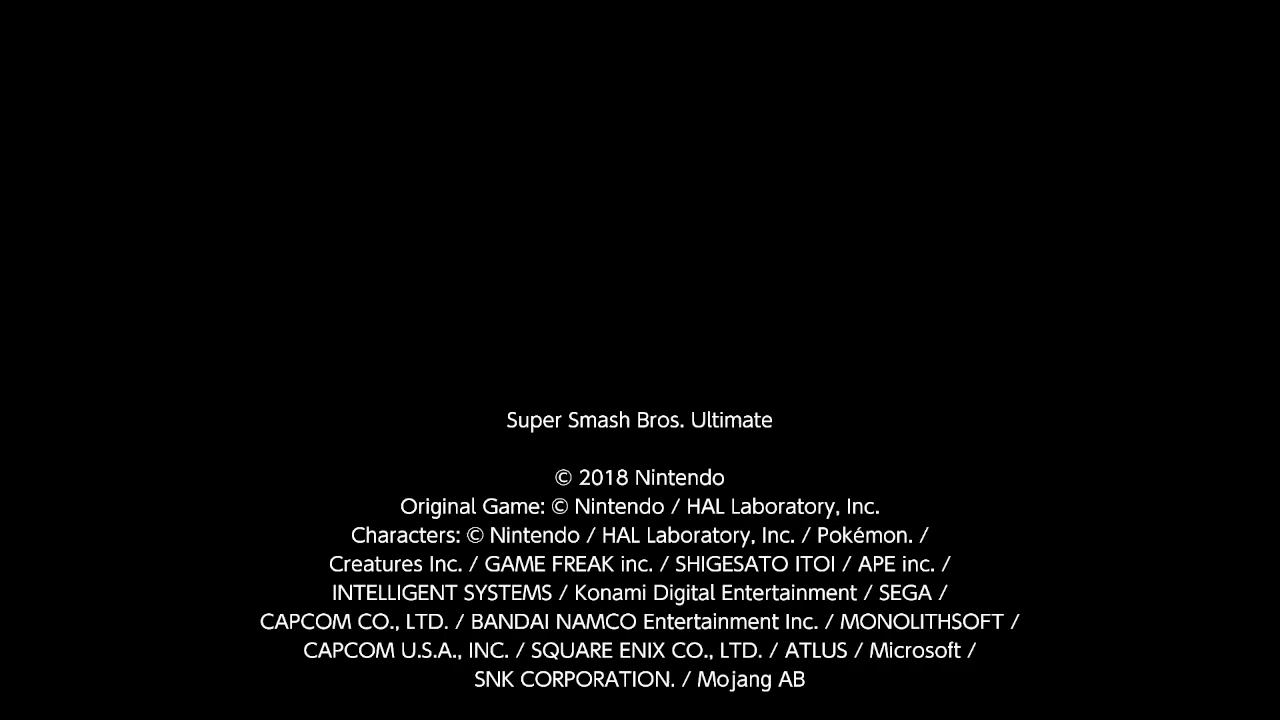 Super Smash Bros. Ultimate
© 2018 Nintendo
Original Game: © Nintendo / HAL Laboratory, Inc.
Characters: © Nintendo / HAL Laboratory, Inc. / Pokémon. /
Creatures Inc. / GAME FREAK inc. / SHIGESATO ITOI / APE inc. /
INTELLIGENT SYSTEMS / Konami Digital Entertainment / SEGA /
CAPCOM CO., LTD. / BANDAI NAMCO Entertainment Inc. / MONOLITHSOFT /
CAPCOM U.S.A., INC. / SQUARE ENIX CO., LTD. / ATLUS / Microsoft /
SNK CORPORATION. / Mojang AB